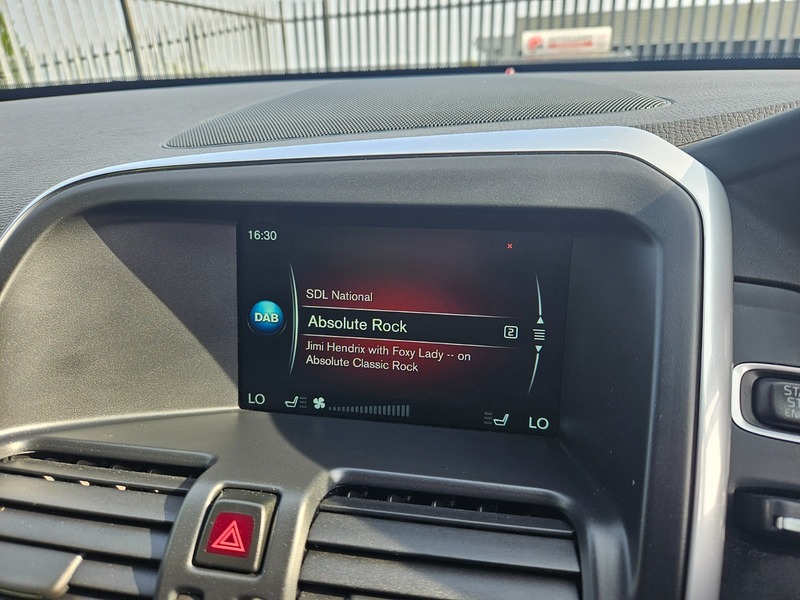 16:30
SDL National
DAB
Absolute Rock
2
Jimi Hendrix with Foxy Lady -- on
Absolute Classic Rock
LO
LO